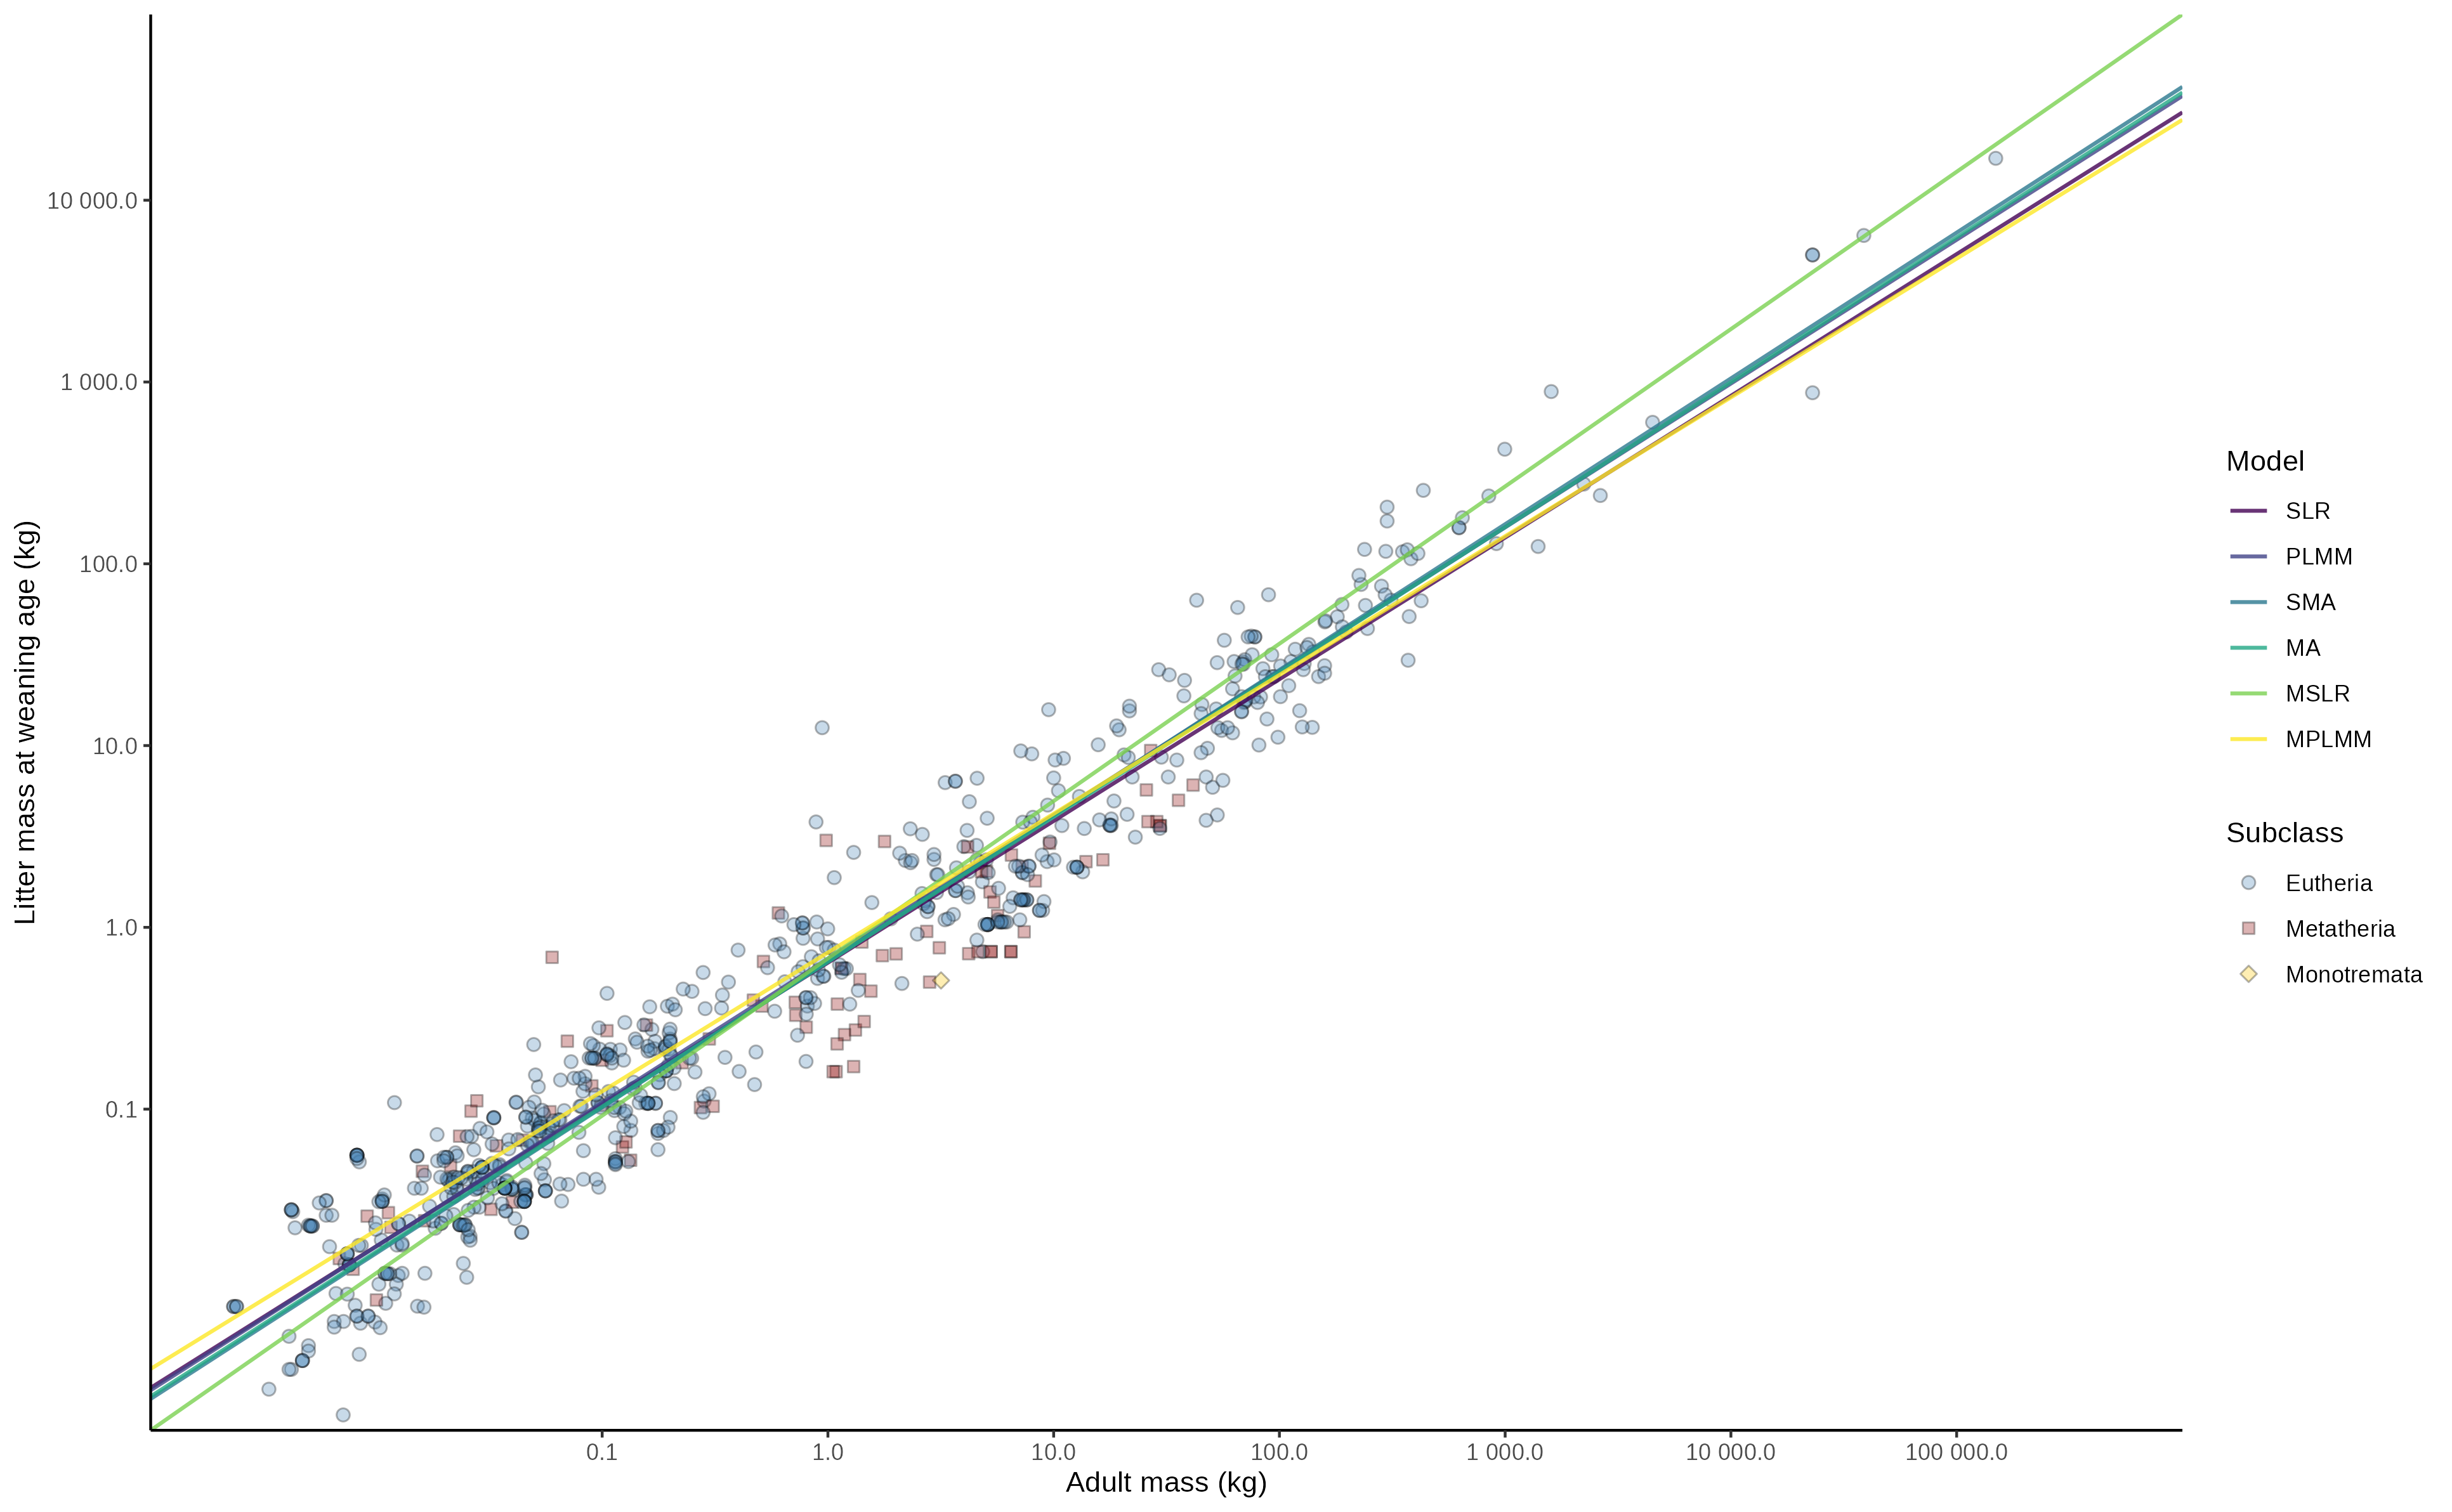 10 000.0
1 000.0
100.0
10.0
1.0
0.1
Litter mass at weaning age (kg)
0.1
1.0
10.0
100.0
1 000.0
10 000.0
100 000.0
Adult mass (kg)
Model
SLR
PLMM
SMA
MA
MSLR
MPLMM
Subclass
Eutheria
Metatheria
Monotremata